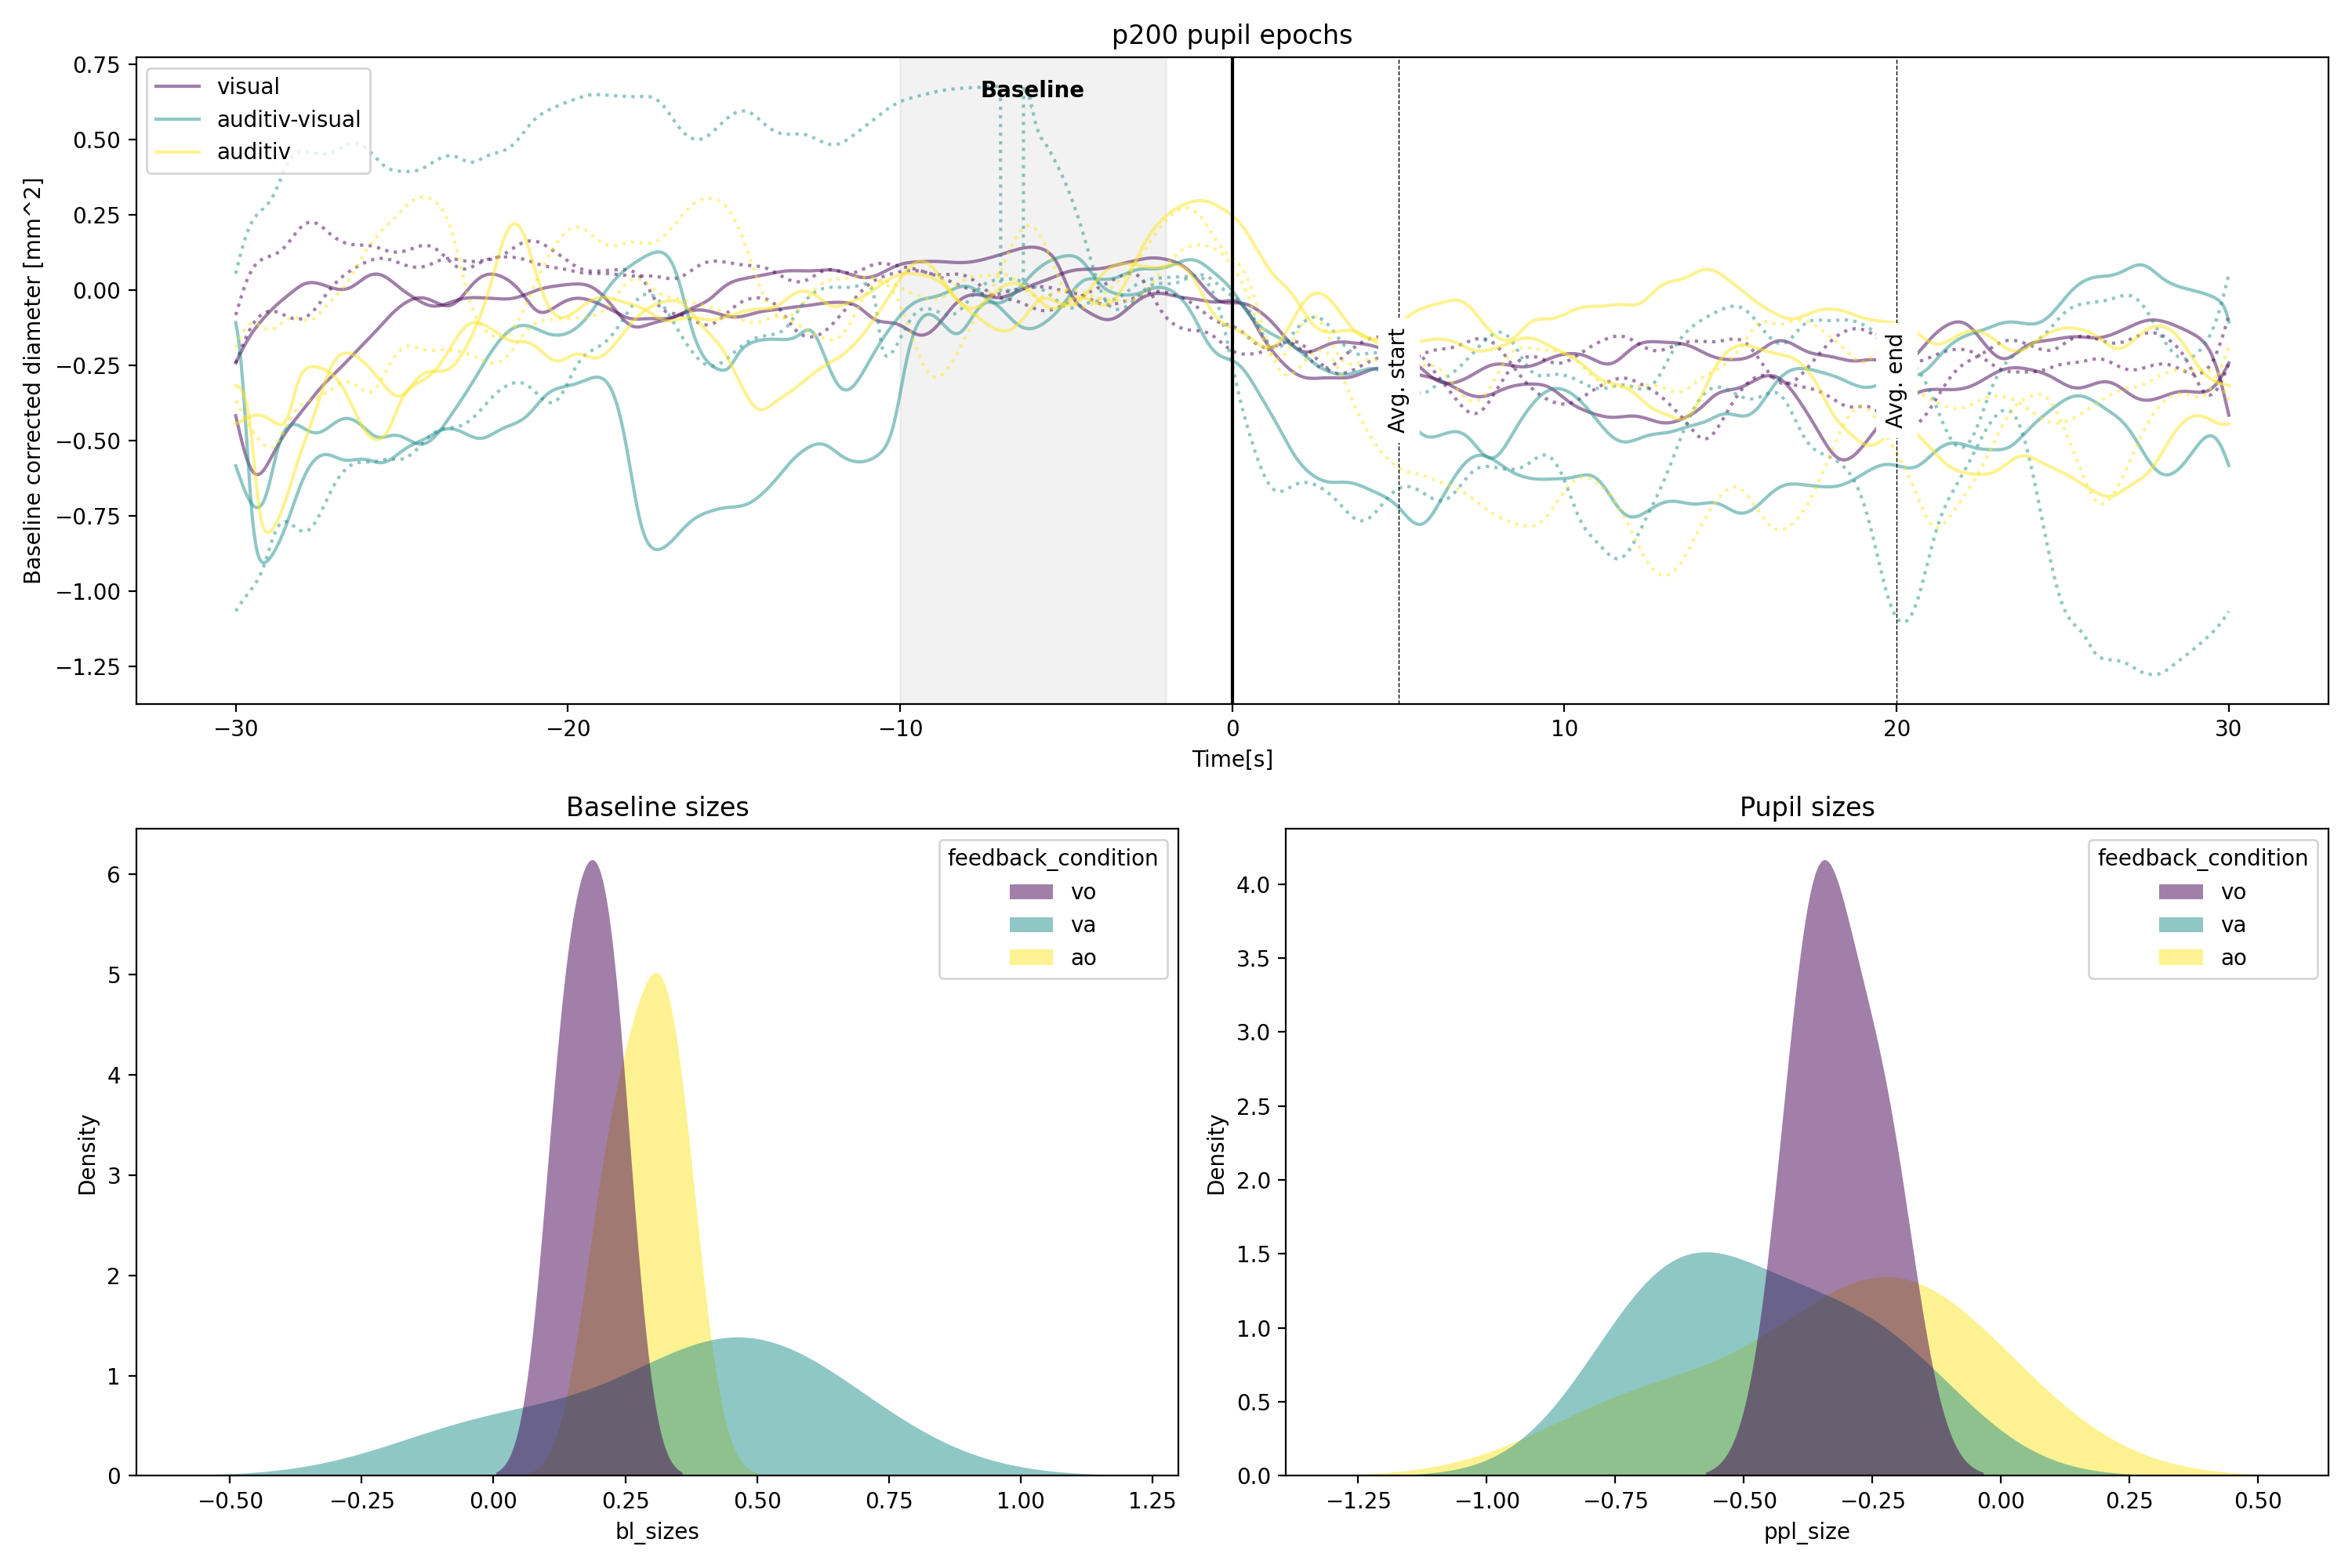 p200 pupil epochs
Baseline corrected diameter [mm^2]
0.75
0.50
0.25
0.00
−0.25
−0.50
−0.75
−1.00
−1.25
visual
auditiv-visual
auditiv
Baseline
Avg. start
Avg. end
−30
−20
−10
0
10
20
30
Time[s]
Baseline sizes
Density
6
5
4
3
2
1
0
feedback_condition
vo
va
ao
−0.50
−0.25
0.00
0.25
0.50
0.75
1.00
1.25
bl_sizes
Pupil sizes
Density
4.0
3.5
3.0
2.5
2.0
1.5
1.0
0.5
0.0
feedback_condition
vo
va
ao
−1.25
−1.00
−0.75
−0.50
−0.25
0.00
0.25
0.50
ppl_size